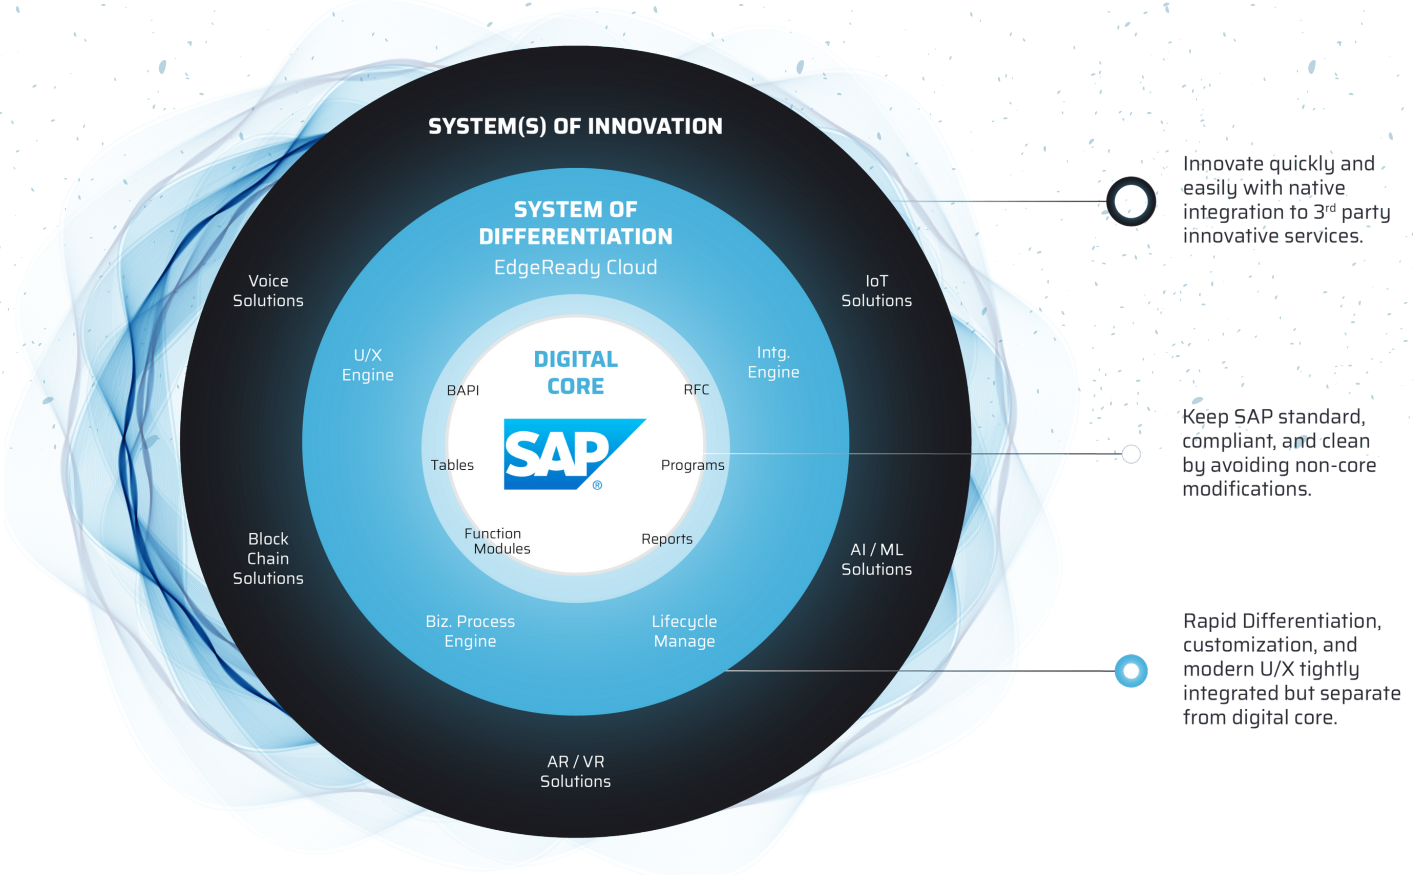 SYSTEM(S) OF INNOVATION
SYSTEM OF
DIFFERENTIATION
EdgeReady Cloud
Voice
Solutions
IoT
Solutions
U/X
Engine
Intg.
Engine
DIGITAL
CORE
BAPI
RFC
SAP
®
Tables
Programs
Function
Modules
Reports
Block
Chain
Solutions
AI / ML
Solutions
Biz. Process
Engine
Lifecycle
Manage
AR / VR
Solutions
Innovate quickly and
easily with native
integration to 3rd party
innovative services.
Keep SAP standard,
compliant, and clean
by avoiding non-core
modifications.
Rapid Differentiation,
customization, and
modern U/X tightly
integrated but separate
from digital core.